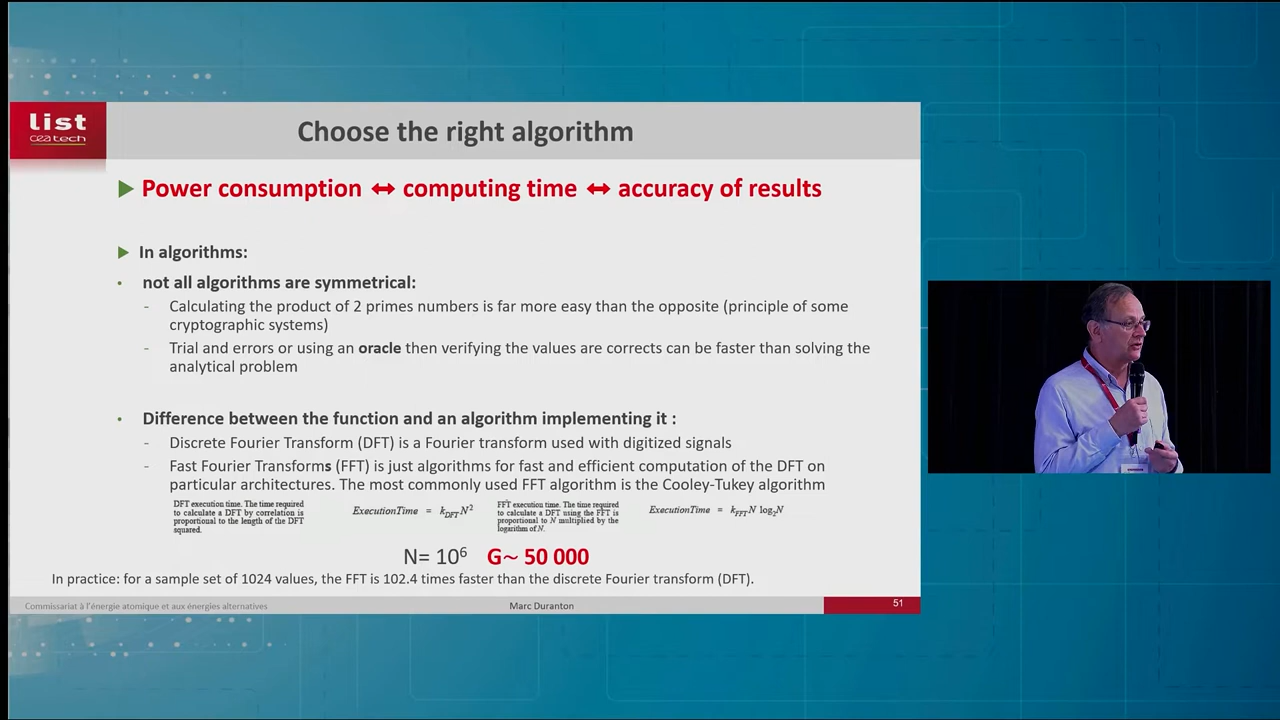 list
ceatech
Choose the right algorithm
Power consumption ↔ computing time ↔ accuracy of results
In algorithms:
• not all algorithms are symmetrical:
- Calculating the product of 2 primes numbers is far more easy than the opposite (principle of some
cryptographic systems)
- Trial and errors or using an oracle then verifying the values are corrects can be faster than solving the
analytical problem
• Difference between the function and an algorithm implementing it :
- Discrete Fourier Transform (DFT) is a Fourier transform used with digitized signals
- Fast Fourier Transforms (FFT) is just algorithms for fast and efficient computation of the DFT on
particular architectures. The most commonly used FFT algorithm is the Cooley-Tukey algorithm
DFT execution time. The time required
to calculate a DFT by correlation is
proportional to the length of the DFT
squared.
ExecutionTime = k_DFT N²
FFT execution time. The time required
to calculate a DFT using the FFT is
proportional to N multiplied by the
logarithm of N.
ExecutionTime = k_FFT N log₂N
N= 10⁶ G~ 50 000
In practice: for a sample set of 1024 values, the FFT is 102.4 times faster than the discrete Fourier transform (DFT).
Commissariat à l'énergie atomique et aux énergies alternatives
Marc Duranton
51